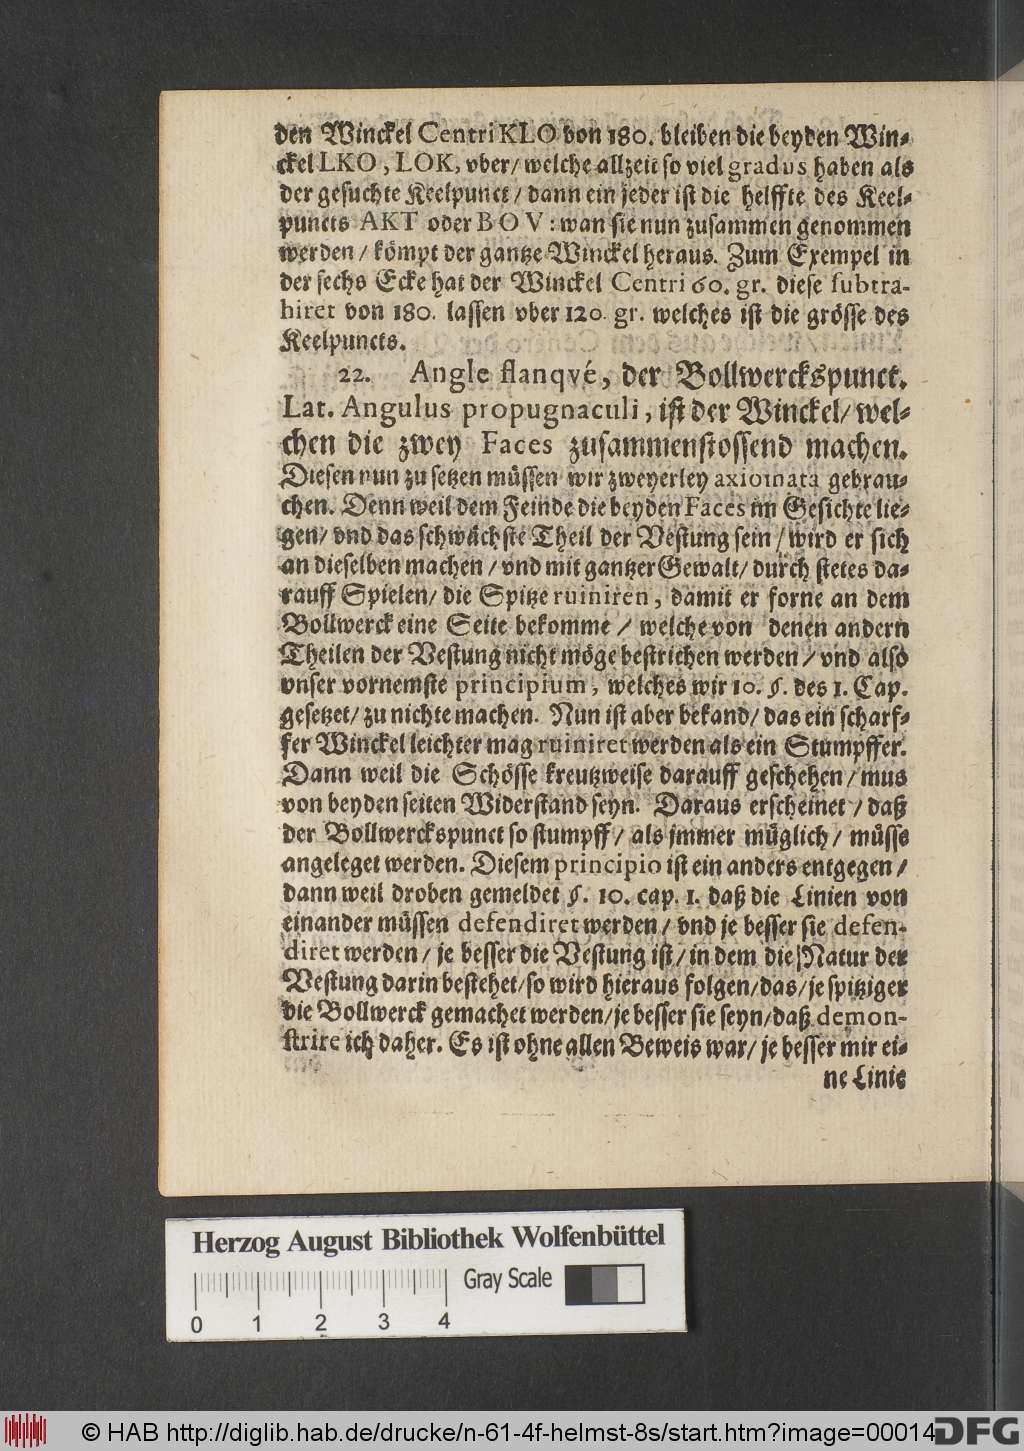 den Winckel Centri KLO von 180. bleiben die beyden Win-
ckel LKO, LOK, vber/ welche allzeit so viel gradus haben als
der gesuchte Keelpunct/ dann ein jeder ist die helffte des Keel-
puncts AKT oder BOV: wan sie nun zusammen genommen
werden/ kömpt der gantze Winckel heraus. Zum Exempel in
der sechs Ecke hat der Winckel Centri 60. gr. diese subtra-
hiret von 180. lassen vber 120. gr. welches ist die grösse des
Keelpuncts.
22. Angle flanqvé, der Bollwerckspunct.
Lat. Angulus propugnaculi, ist der Winckel/ wel-
chen die zwey Faces zusammenstossend machen.
Diesen nun zu setzen müssen wir zweyerley axiomata gebrau-
chen. Denn weil dem Feinde die beyden Faces im Gesichte lie-
gen/ vnd das schwächste Theil der Vestung sein/ wird er sich
an dieselben machen/ vnd mit gantzer Gewalt/ durch stetes da-
rauff Spielen/ die Spitze ruiniren, damit er forne an dem
Bollwerck eine Seite bekomme/ welche von denen andern
Theilen der Vestung nicht möge bestrichen werden/ vnd also
vnser vornemste principium, welches wir 10. §. des 1. Cap.
gesetzet/ zu nichte machen. Nun ist aber bekand/ das ein scharf-
fer Winckel leichter mag ruiniret werden als ein Stumpffer.
Dann weil die Schösse kreutzweise darauff geschehen/ mus
von beyden seiten Widerstand seyn. Daraus erscheinet/ daß
der Bollwerckspunct so stumpff/ als jmmer müglich/ müsse
angeleget werden. Diesem principio ist ein anders entgegen/
dann weil droben gemeldet §. 10. cap. 1. daß die Linien von
einander müssen defendiret werden/ vnd je besser sie defen-
diret werden/ je besser die Vestung ist/ in dem die Natur der
Vestung darin bestehet/ so wird hieraus folgen/ das/ je spitziger
die Bollwerck gemachet werden/ je besser sie seyn/ daß demon-
strire ich daher. Es ist ohne allen Beweis war/ je besser mir ei-
ne Linie
Herzog August Bibliothek Wolfenbüttel
Gray Scale
0 1 2 3 4
© HAB http://diglib.hab.de/drucke/n-61-4f-helmst-8s/start.htm?image=00014
DFG